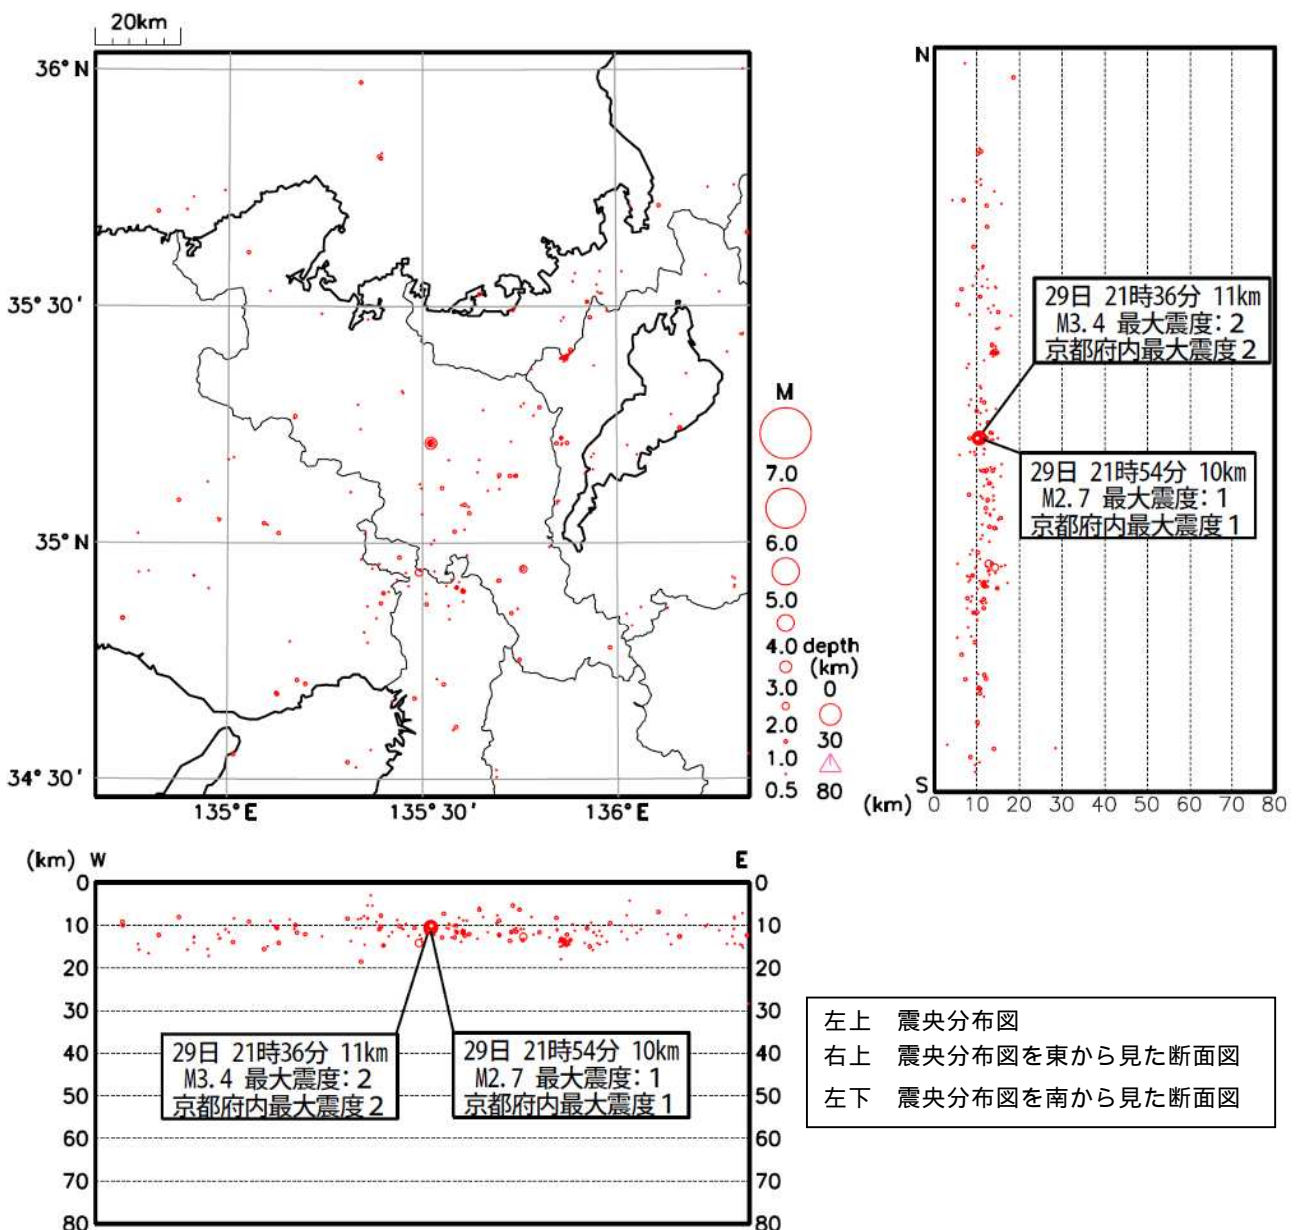 20km
36°N
35°30'
35°N
34°30'
135°E
135°30'E
136°E
M
7.0
6.0
5.0
4.0
3.0
2.0
1.0
0.5
depth
(km)
0
30
80
N
S
(km)
0 10 20 30 40 50 60 70 80
29日 21時36分 11km
M3.4 最大震度:2
京都府内最大震度2
29日 21時54分 10km
M2.7 最大震度:1
京都府内最大震度1
(km) W
E
0
10
20
30
40
50
60
70
80
0
10
20
30
40
50
60
70
80
29日 21時36分 11km
M3.4 最大震度:2
京都府内最大震度2
29日 21時54分 10km
M2.7 最大震度:1
京都府内最大震度1
左上 震央分布図
右上 震央分布図を東から見た断面図
左下 震央分布図を南から見た断面図